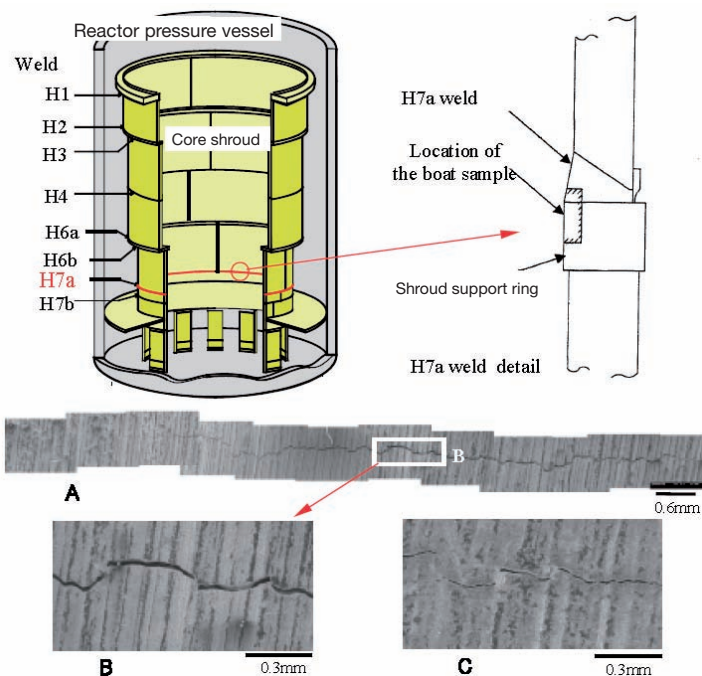 Reactor pressure vessel
Weld
H1
H2
H3
H4
H6a
H6b
H7a
H7b
Core shroud
H7a weld
Location of
the boat sample
Shroud support ring
H7a weld detail
B
A
0.6mm
B
0.3mm
C
0.3mm